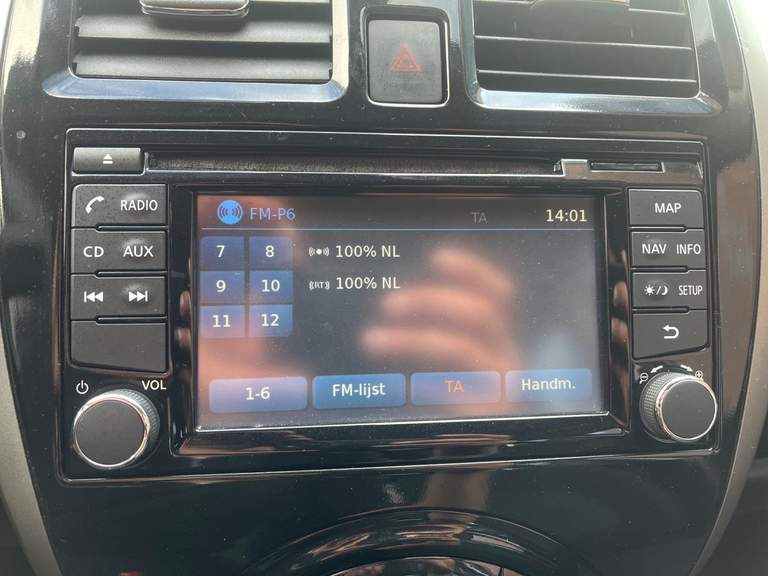 RADIO
CD AUX
VOL
FM-P6 TA 14:01
7 8 100% NL
9 10 (RT) 100% NL
11 12
1-6 FM-lijst TA Handm.
MAP
NAV INFO
SETUP